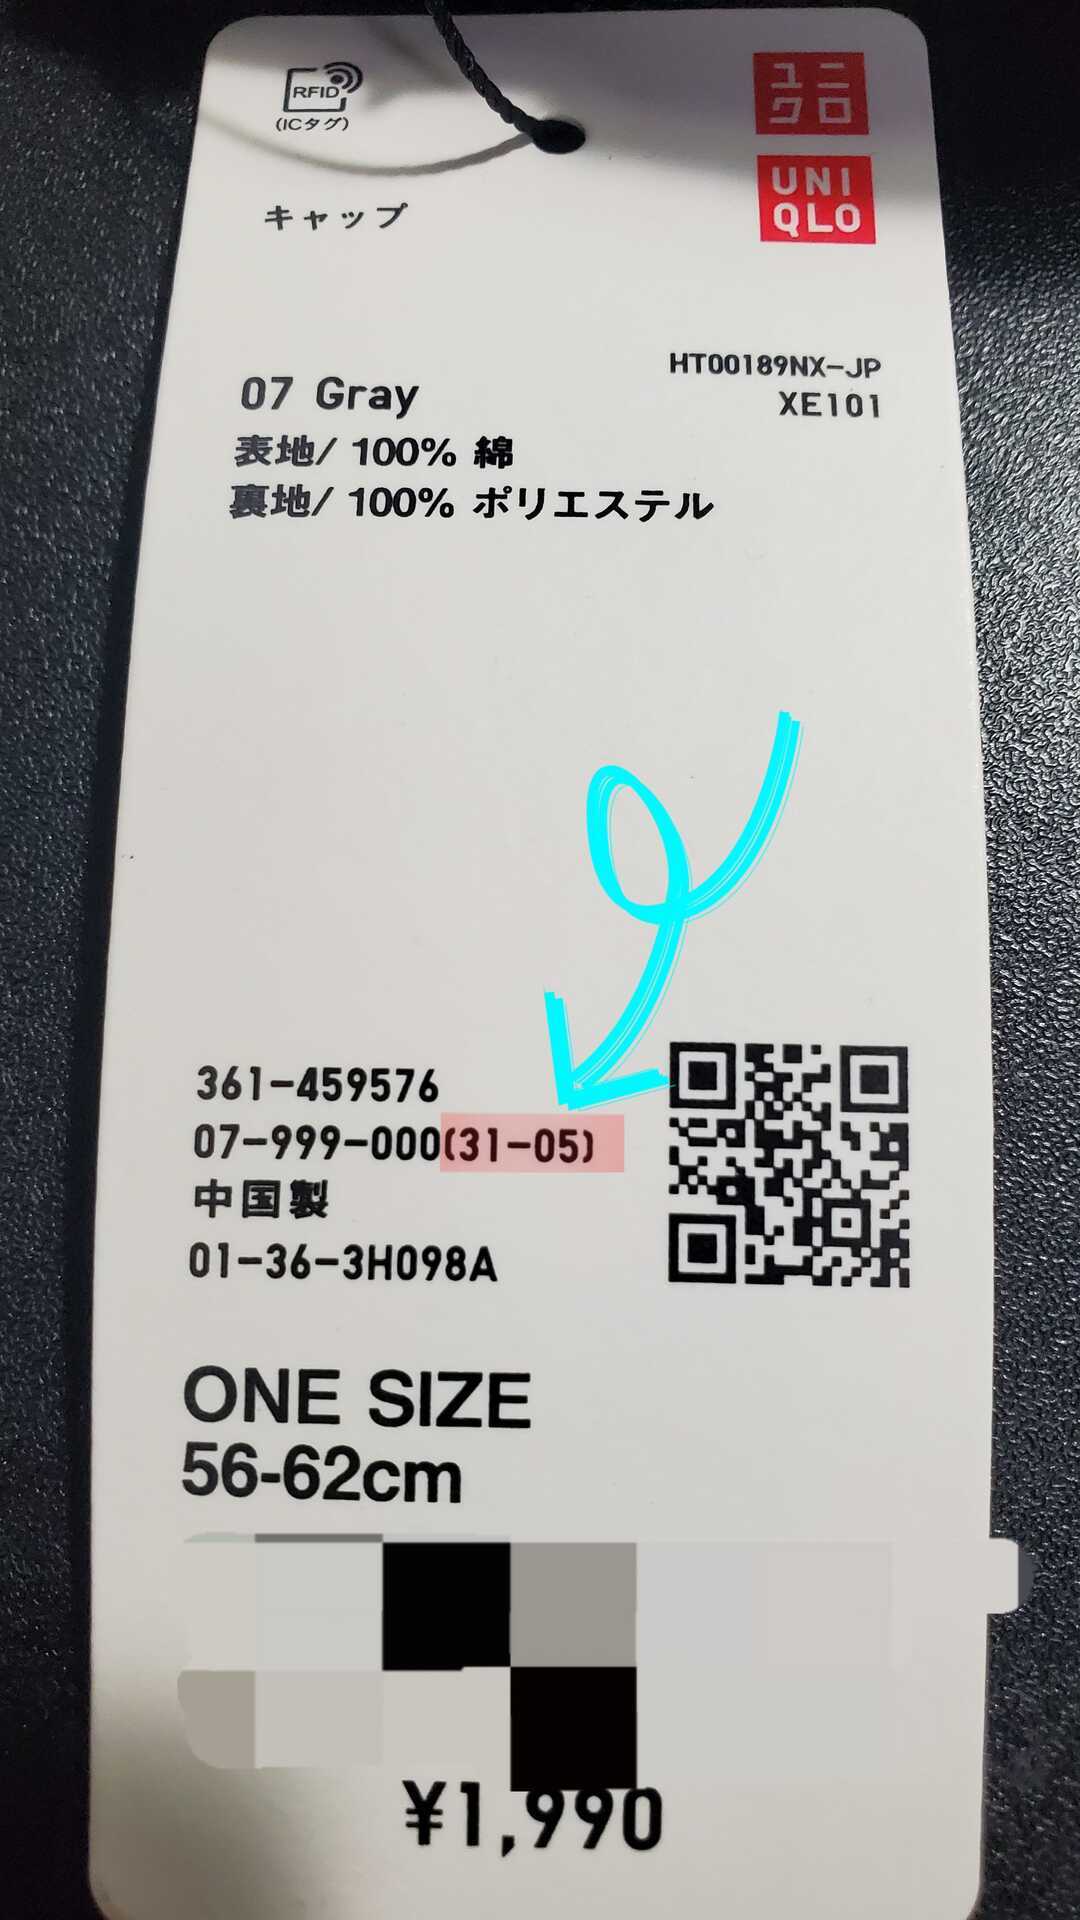 RFID
(ICタグ)
ユニ
クロ
UNI
QLO
キャップ
HT00189NX-JP
XE101
07 Gray
表地/ 100% 綿
裏地/ 100% ポリエステル
361-459576
07-999-000(31-05)
中国製
01-36-3H098A
ONE SIZE
56-62cm
¥1,990